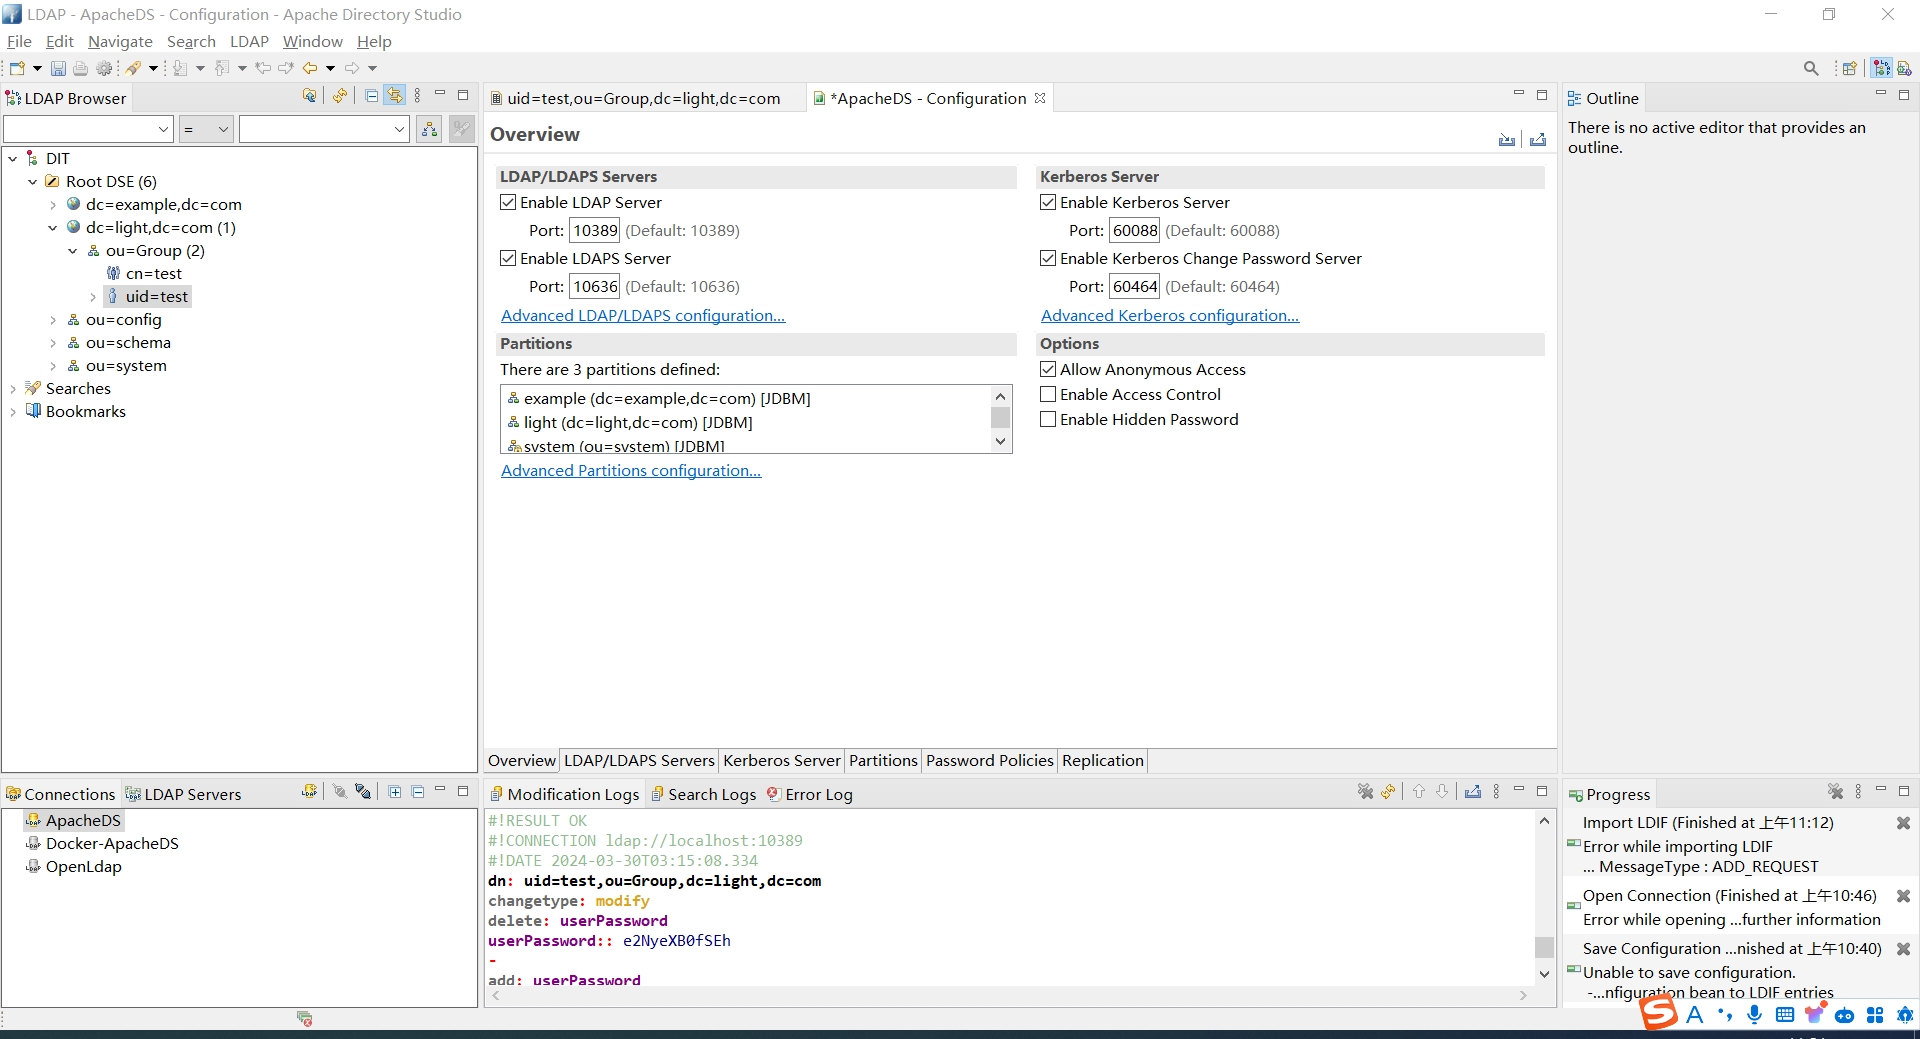 LDAP - ApacheDS - Configuration - Apache Directory Studio
File Edit Navigate Search LDAP Window Help
LDAP Browser
=
DIT
Root DSE (6)
dc=example,dc=com
dc=light,dc=com (1)
ou=Group (2)
cn=test
uid=test
ou=config
ou=schema
ou=system
Searches
Bookmarks
uid=test,ou=Group,dc=light,dc=com
*ApacheDS - Configuration
Overview
LDAP/LDAPS Servers
Enable LDAP Server
Port: 10389 (Default: 10389)
Enable LDAPS Server
Port: 10636 (Default: 10636)
Advanced LDAP/LDAPS configuration...
Partitions
There are 3 partitions defined:
example (dc=example,dc=com) [JDBM]
light (dc=light,dc=com) [JDBM]
system (ou=system) [JDBM]
Advanced Partitions configuration...
Kerberos Server
Enable Kerberos Server
Port: 60088 (Default: 60088)
Enable Kerberos Change Password Server
Port: 60464 (Default: 60464)
Advanced Kerberos configuration...
Options
Allow Anonymous Access
Enable Access Control
Enable Hidden Password
Overview LDAP/LDAPS Servers Kerberos Server Partitions Password Policies Replication
Outline
There is no active editor that provides an
outline.
Connections LDAP Servers
ApacheDS
Docker-ApacheDS
OpenLdap
Modification Logs Search Logs Error Log
#!RESULT OK
#!CONNECTION ldap://localhost:10389
#!DATE 2024-03-30T03:15:08.334
dn: uid=test,ou=Group,dc=light,dc=com
changetype: modify
delete: userPassword
userPassword:: e2NyeXB0fSEh
-
add: userPassword
Progress
Import LDIF (Finished at 上午11:12)
Error while importing LDIF
... MessageType : ADD_REQUEST
Open Connection (Finished at 上午10:46)
Error while opening ...further information
Save Configuration ...nished at 上午10:40)
Unable to save configuration.
-...nfiguration bean to LDIF entries
S A